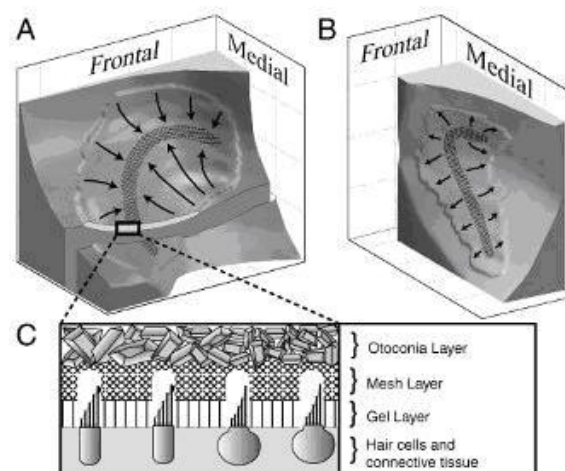 A
Frontal
Medial
B
Frontal
Medial
C
Otoconia Layer
Mesh Layer
Gel Layer
Hair cells and
connective tissue